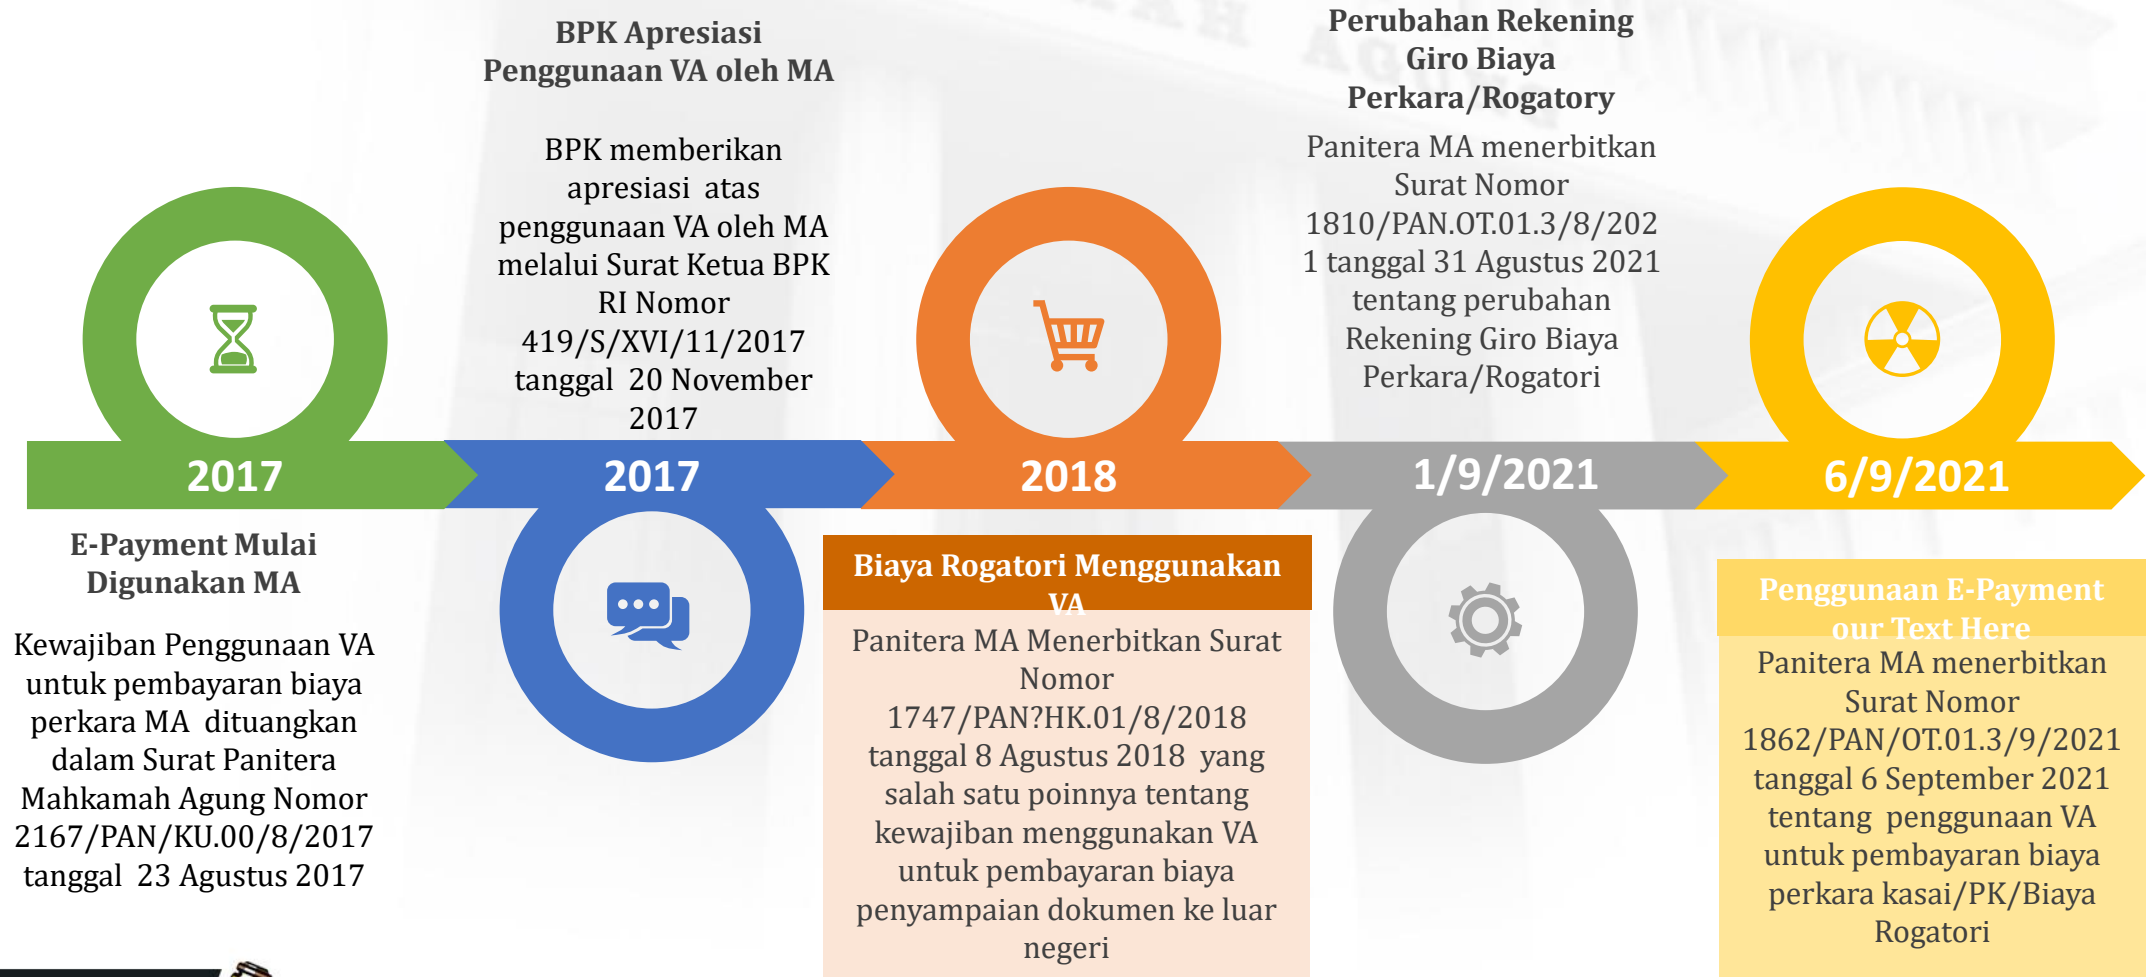 BPK Apresiasi
Penggunaan VA oleh MA
BPK memberikan
apresiasi atas
penggunaan VA oleh MA
melalui Surat Ketua BPK
RI Nomor
419/S/XVI/11/2017
tanggal 20 November
2017
Perubahan Rekening
Giro Biaya
Perkara/Rogatory
Panitera MA menerbitkan
Surat Nomor
1810/PAN.OT.01.3/8/202
1 tanggal 31 Agustus 2021
tentang perubahan
Rekening Giro Biaya
Perkara/Rogatori
2017
2017
2018
1/9/2021
6/9/2021
E-Payment Mulai
Digunakan MA
Kewajiban Penggunaan VA
untuk pembayaran biaya
perkara MA dituangkan
dalam Surat Panitera
Mahkamah Agung Nomor
2167/PAN/KU.00/8/2017
tanggal 23 Agustus 2017
Biaya Rogatori Menggunakan
VA
Panitera MA Menerbitkan Surat
Nomor
1747/PAN?HK.01/8/2018
tanggal 8 Agustus 2018 yang
salah satu poinnya tentang
kewajiban menggunakan VA
untuk pembayaran biaya
penyampaian dokumen ke luar
negeri
Penggunaan E-Payment
our Text Here
Panitera MA menerbitkan
Surat Nomor
1862/PAN/OT.01.3/9/2021
tanggal 6 September 2021
tentang penggunaan VA
untuk pembayaran biaya
perkara kasai/PK/Biaya
Rogatori